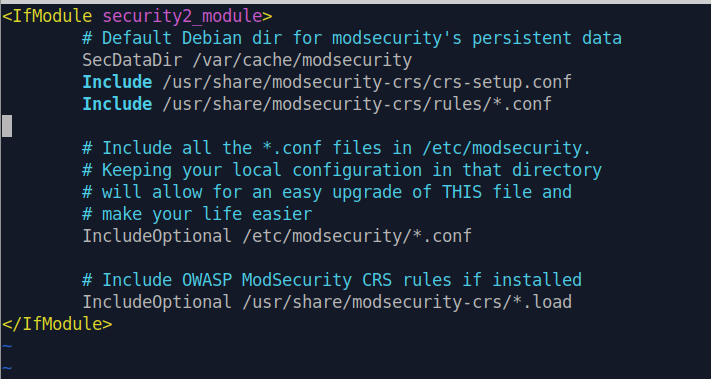 <IfModule security2_module>
# Default Debian dir for modsecurity's persistent data
SecDataDir /var/cache/modsecurity
Include /usr/share/modsecurity-crs/crs-setup.conf
Include /usr/share/modsecurity-crs/rules/*.conf
# Include all the *.conf files in /etc/modsecurity.
# Keeping your local configuration in that directory
# will allow for an easy upgrade of THIS file and
# make your life easier
IncludeOptional /etc/modsecurity/*.conf
# Include OWASP ModSecurity CRS rules if installed
IncludeOptional /usr/share/modsecurity-crs/*.load
</IfModule>
~
~